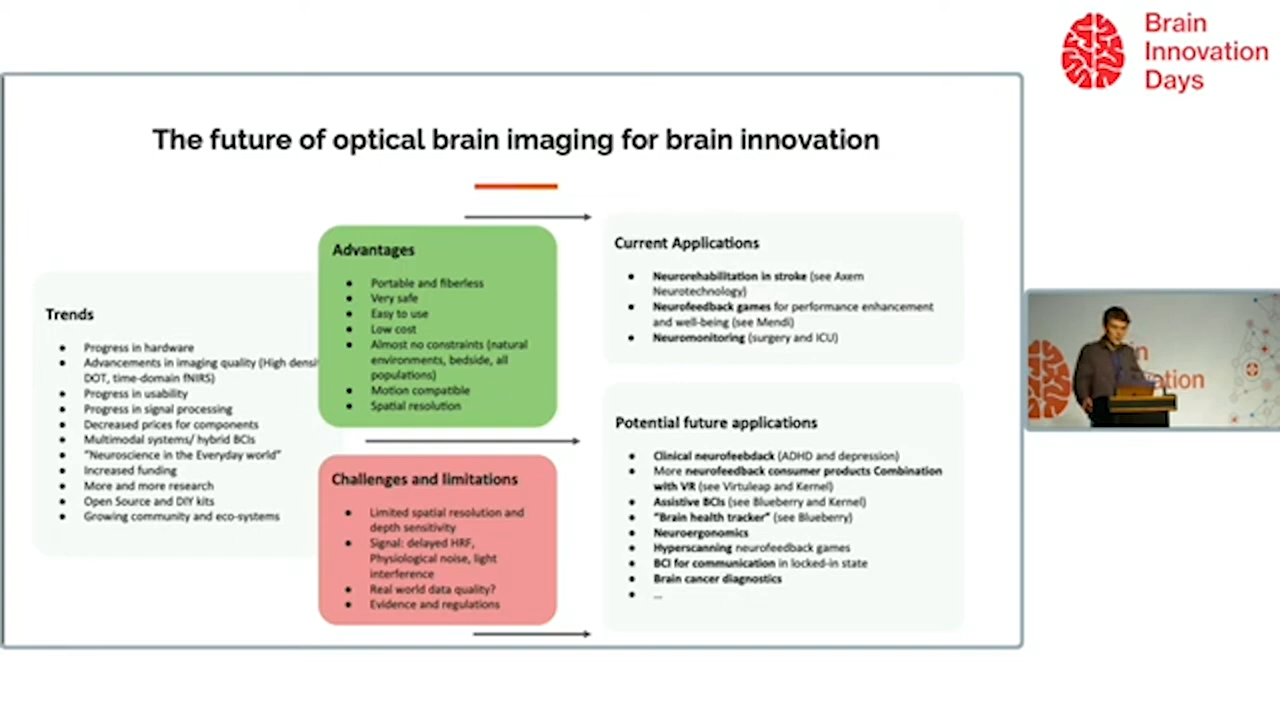 Brain
Innovation
Days
The future of optical brain imaging for brain innovation
Trends
Progress in hardware
Advancements in imaging quality (High densi
DOT, time-domain fNIRS)
Progress in usability
Progress in signal processing
Decreased prices for components
Multimodal systems/ hybrid BCIs
"Neuroscience in the Everyday world"
Increased funding
More and more research
Open Source and DIY kits
Growing community and eco-systems
Advantages
Portable and fiberless
Very safe
Easy to use
Low cost
Almost no constraints (natural
environments, bedside, all
populations)
Motion compatible
Spatial resolution
Challenges and limitations
Limited spatial resolution and
depth sensitivity
Signal: delayed HRF,
Physiological noise, light
interference
Real world data quality?
Evidence and regulations
Current Applications
Neurorehabilitation in stroke (see Axem
Neurotechnology)
Neurofeedback games for performance enhancement
and well-being (see Mendi)
Neuromonitoring (surgery and ICU)
Potential future applications
Clinical neurofeebdack (ADHD and depression)
More neurofeedback consumer products Combination
with VR (see Virtuleap and Kernel)
Assistive BCIs (see Blueberry and Kernel)
"Brain health tracker" (see Blueberry)
Neuroergonomics
Hyperscanning neurofeedback games
BCI for communication in locked-in state
Brain cancer diagnostics
...